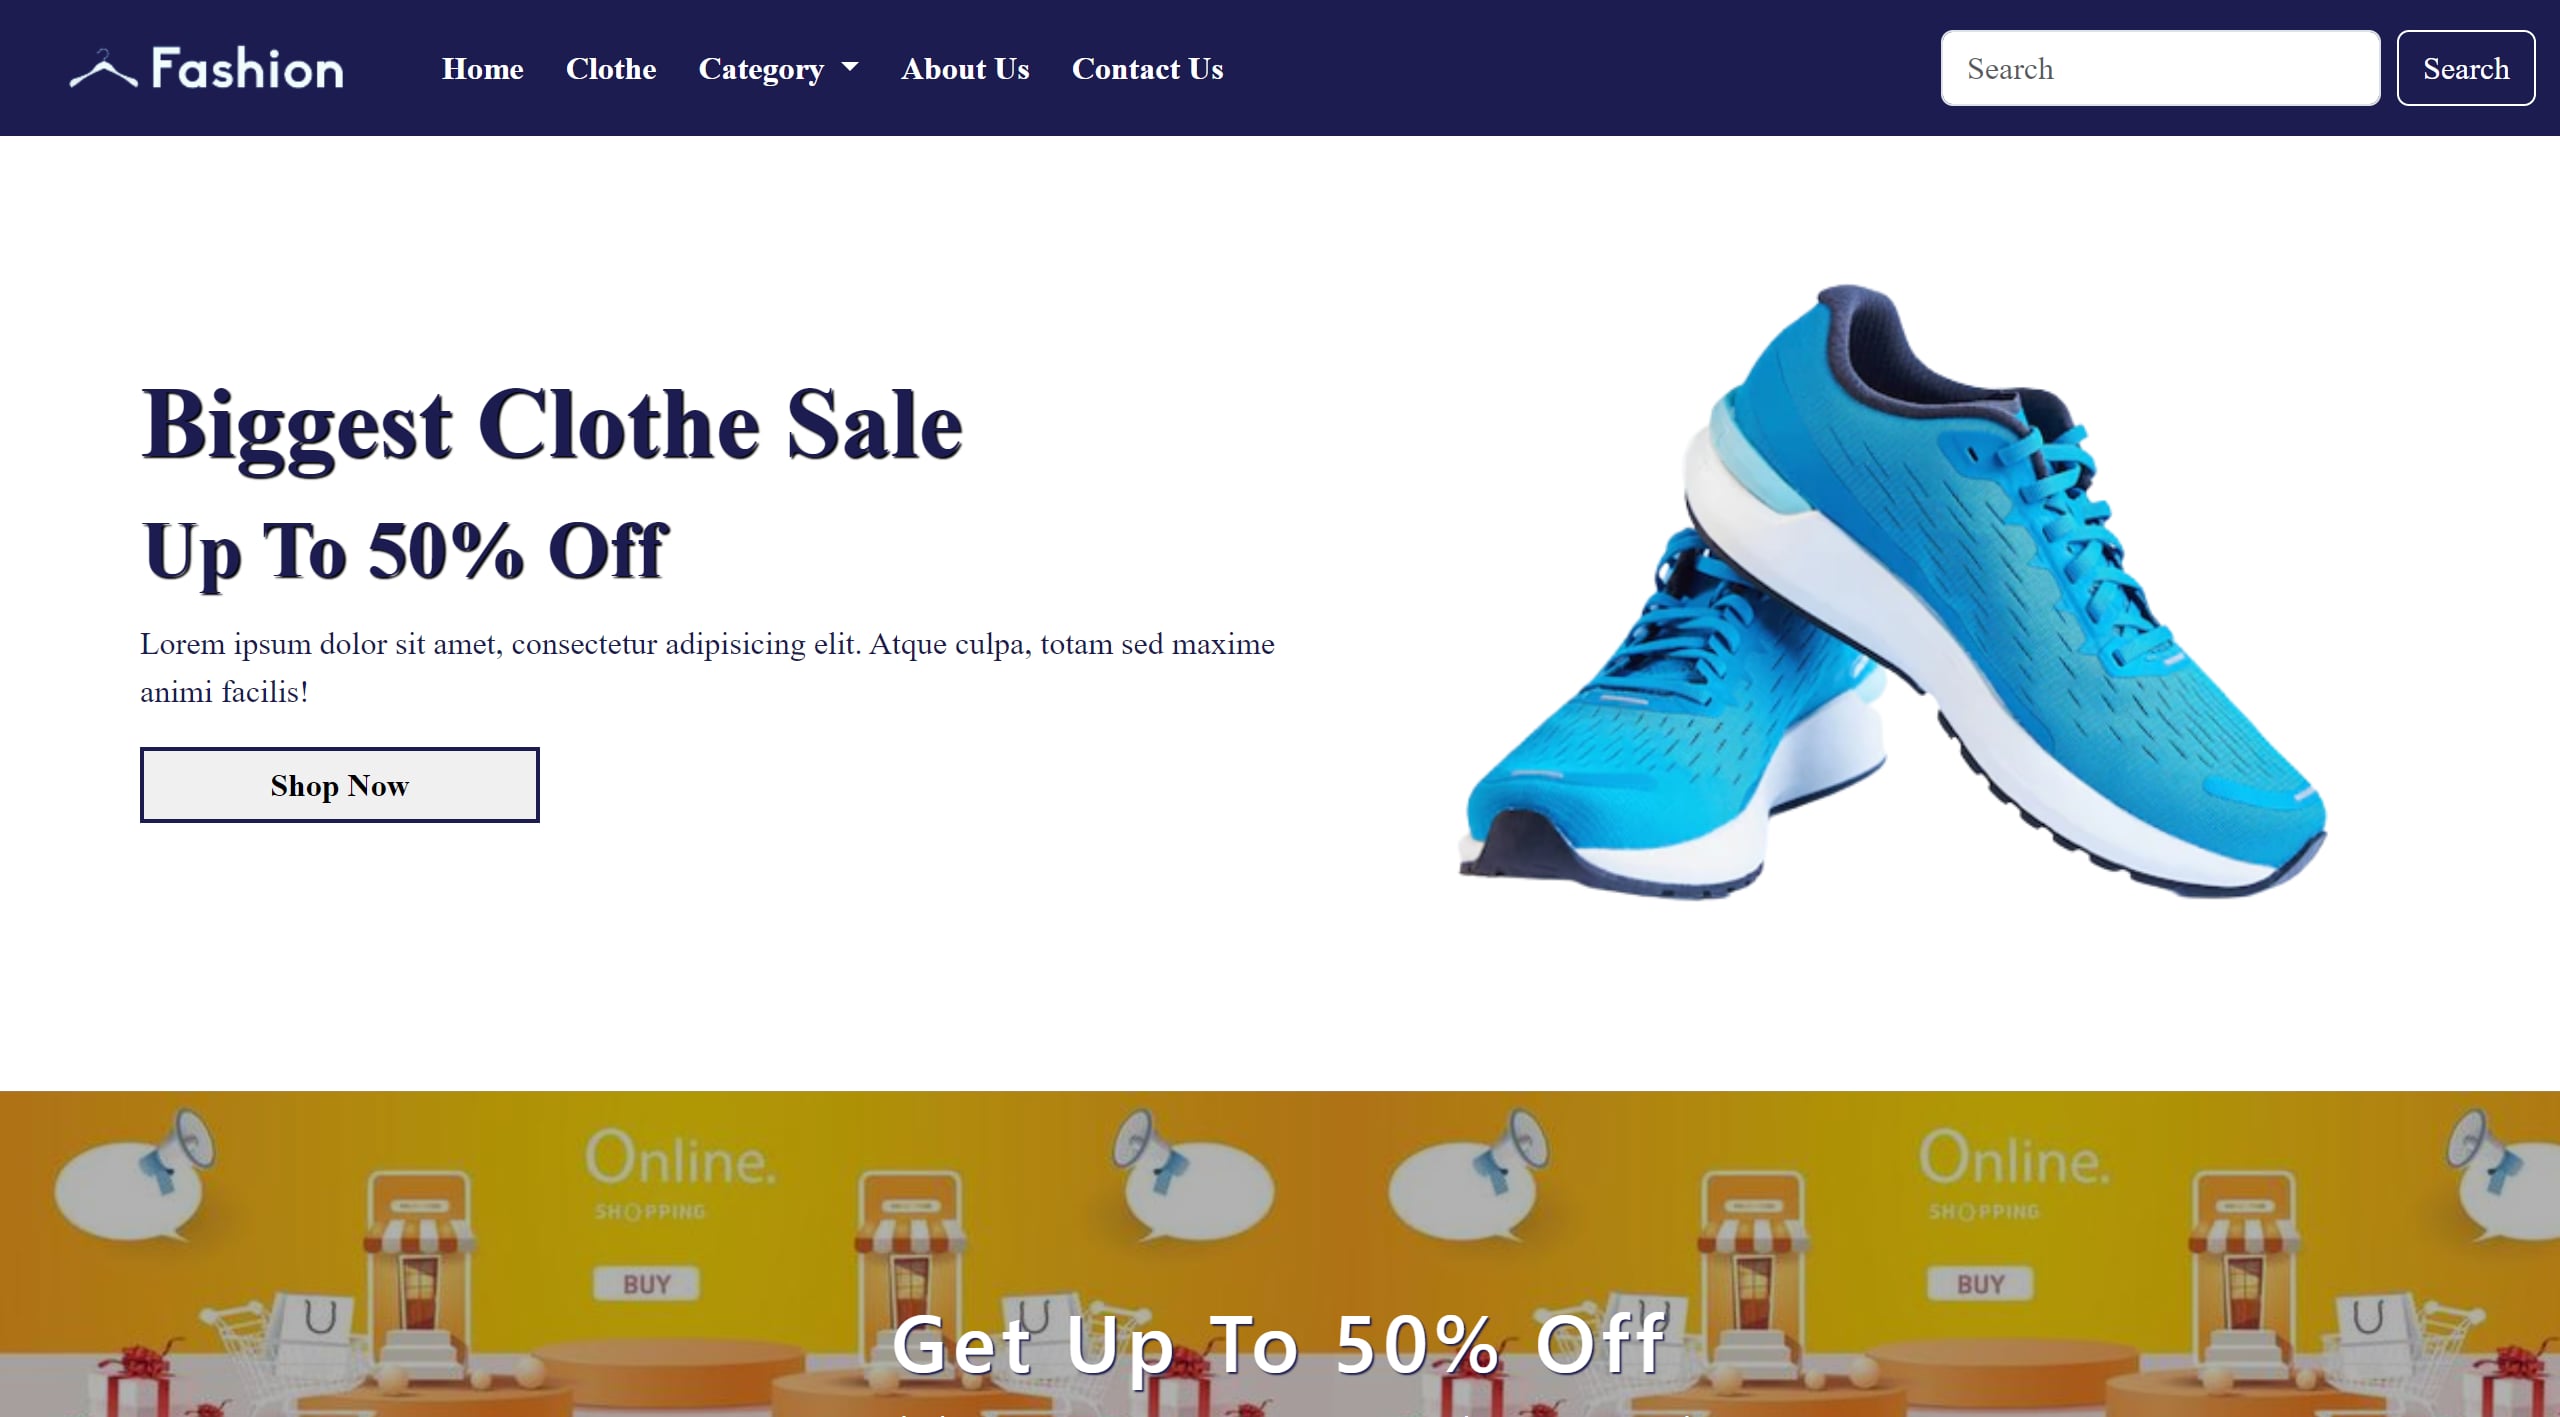 Fashion
Home Clothe Category About Us Contact Us
Search Search
Biggest Clothe Sale
Up To 50% Off
Lorem ipsum dolor sit amet, consectetur adipisicing elit. Atque culpa, totam sed maxime
animi facilis!
Shop Now
Online. Online.
SHOPPING SHOPPING
BUY BUY
Get Up To 50% Off